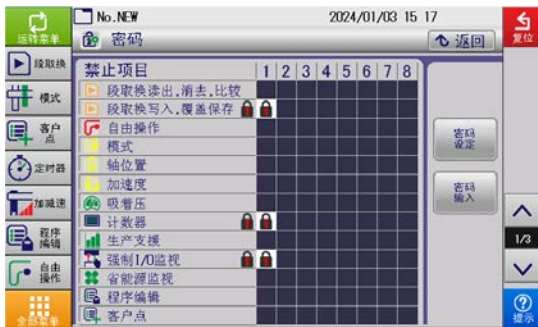 No.NEW 2024/01/03 15 17
运转菜单
密码
返回
复位
段取换
模式
客户点
定时器
加减速
程序编辑
自由操作
全部菜单
禁止项目 1 2 3 4 5 6 7 8
段取换读出,消去,比较
段取换写入,覆盖保存
自由操作
模式
轴位置
加速度
吸着压
计数器
生产支援
强制I/O监视
省能源监视
程序编辑
客户点
密码设定
密码输入
1/3
提示